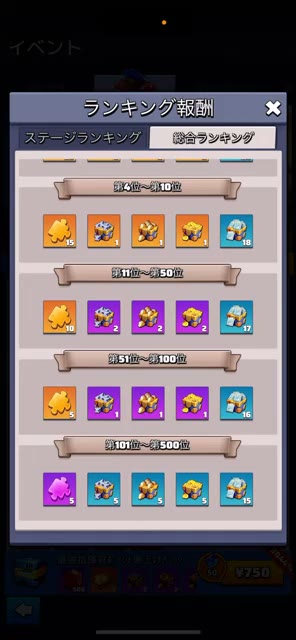 イベント
ランキング報酬
ステージランキング 総合ランキング
第4位～第10位
15 1 1 1 18
第11位～第50位
10 2 2 2 17
第51位～第100位
5 1 1 1 16
第101位～第500位
5 5 5 5 15
50 ¥750